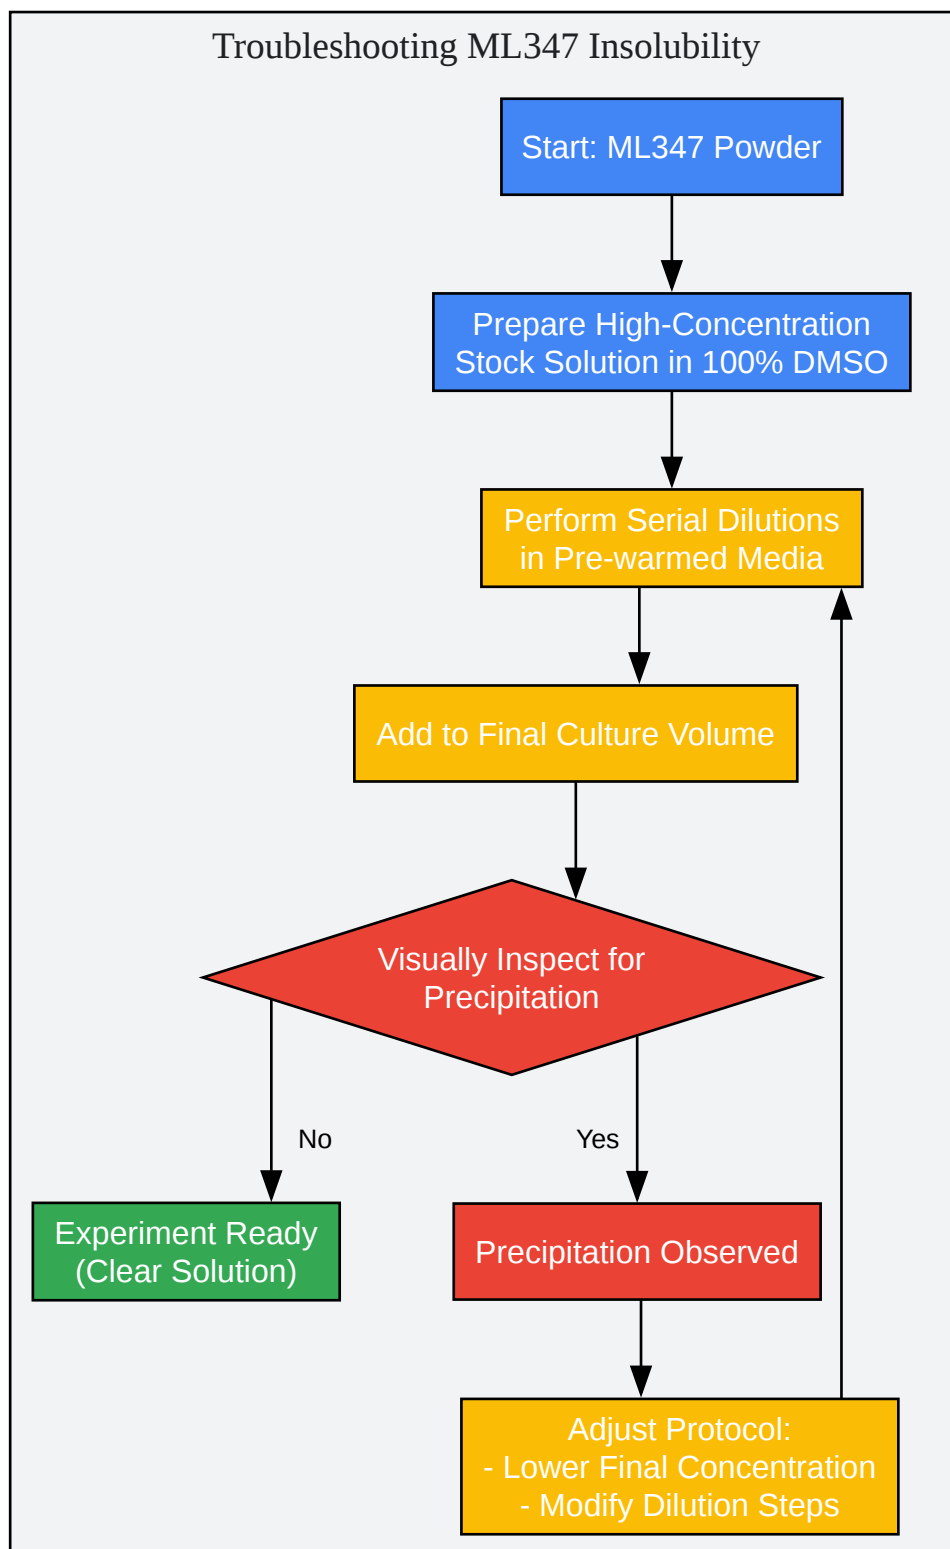 Troubleshooting ML347 Insolubility
Start: ML347 Powder
Prepare High-Concentration
Stock Solution in 100% DMSO
Perform Serial Dilutions
in Pre-warmed Media
Add to Final Culture Volume
Visually Inspect for
Precipitation
No
Yes
Experiment Ready
(Clear Solution)
Precipitation Observed
Adjust Protocol:
- Lower Final Concentration
- Modify Dilution Steps